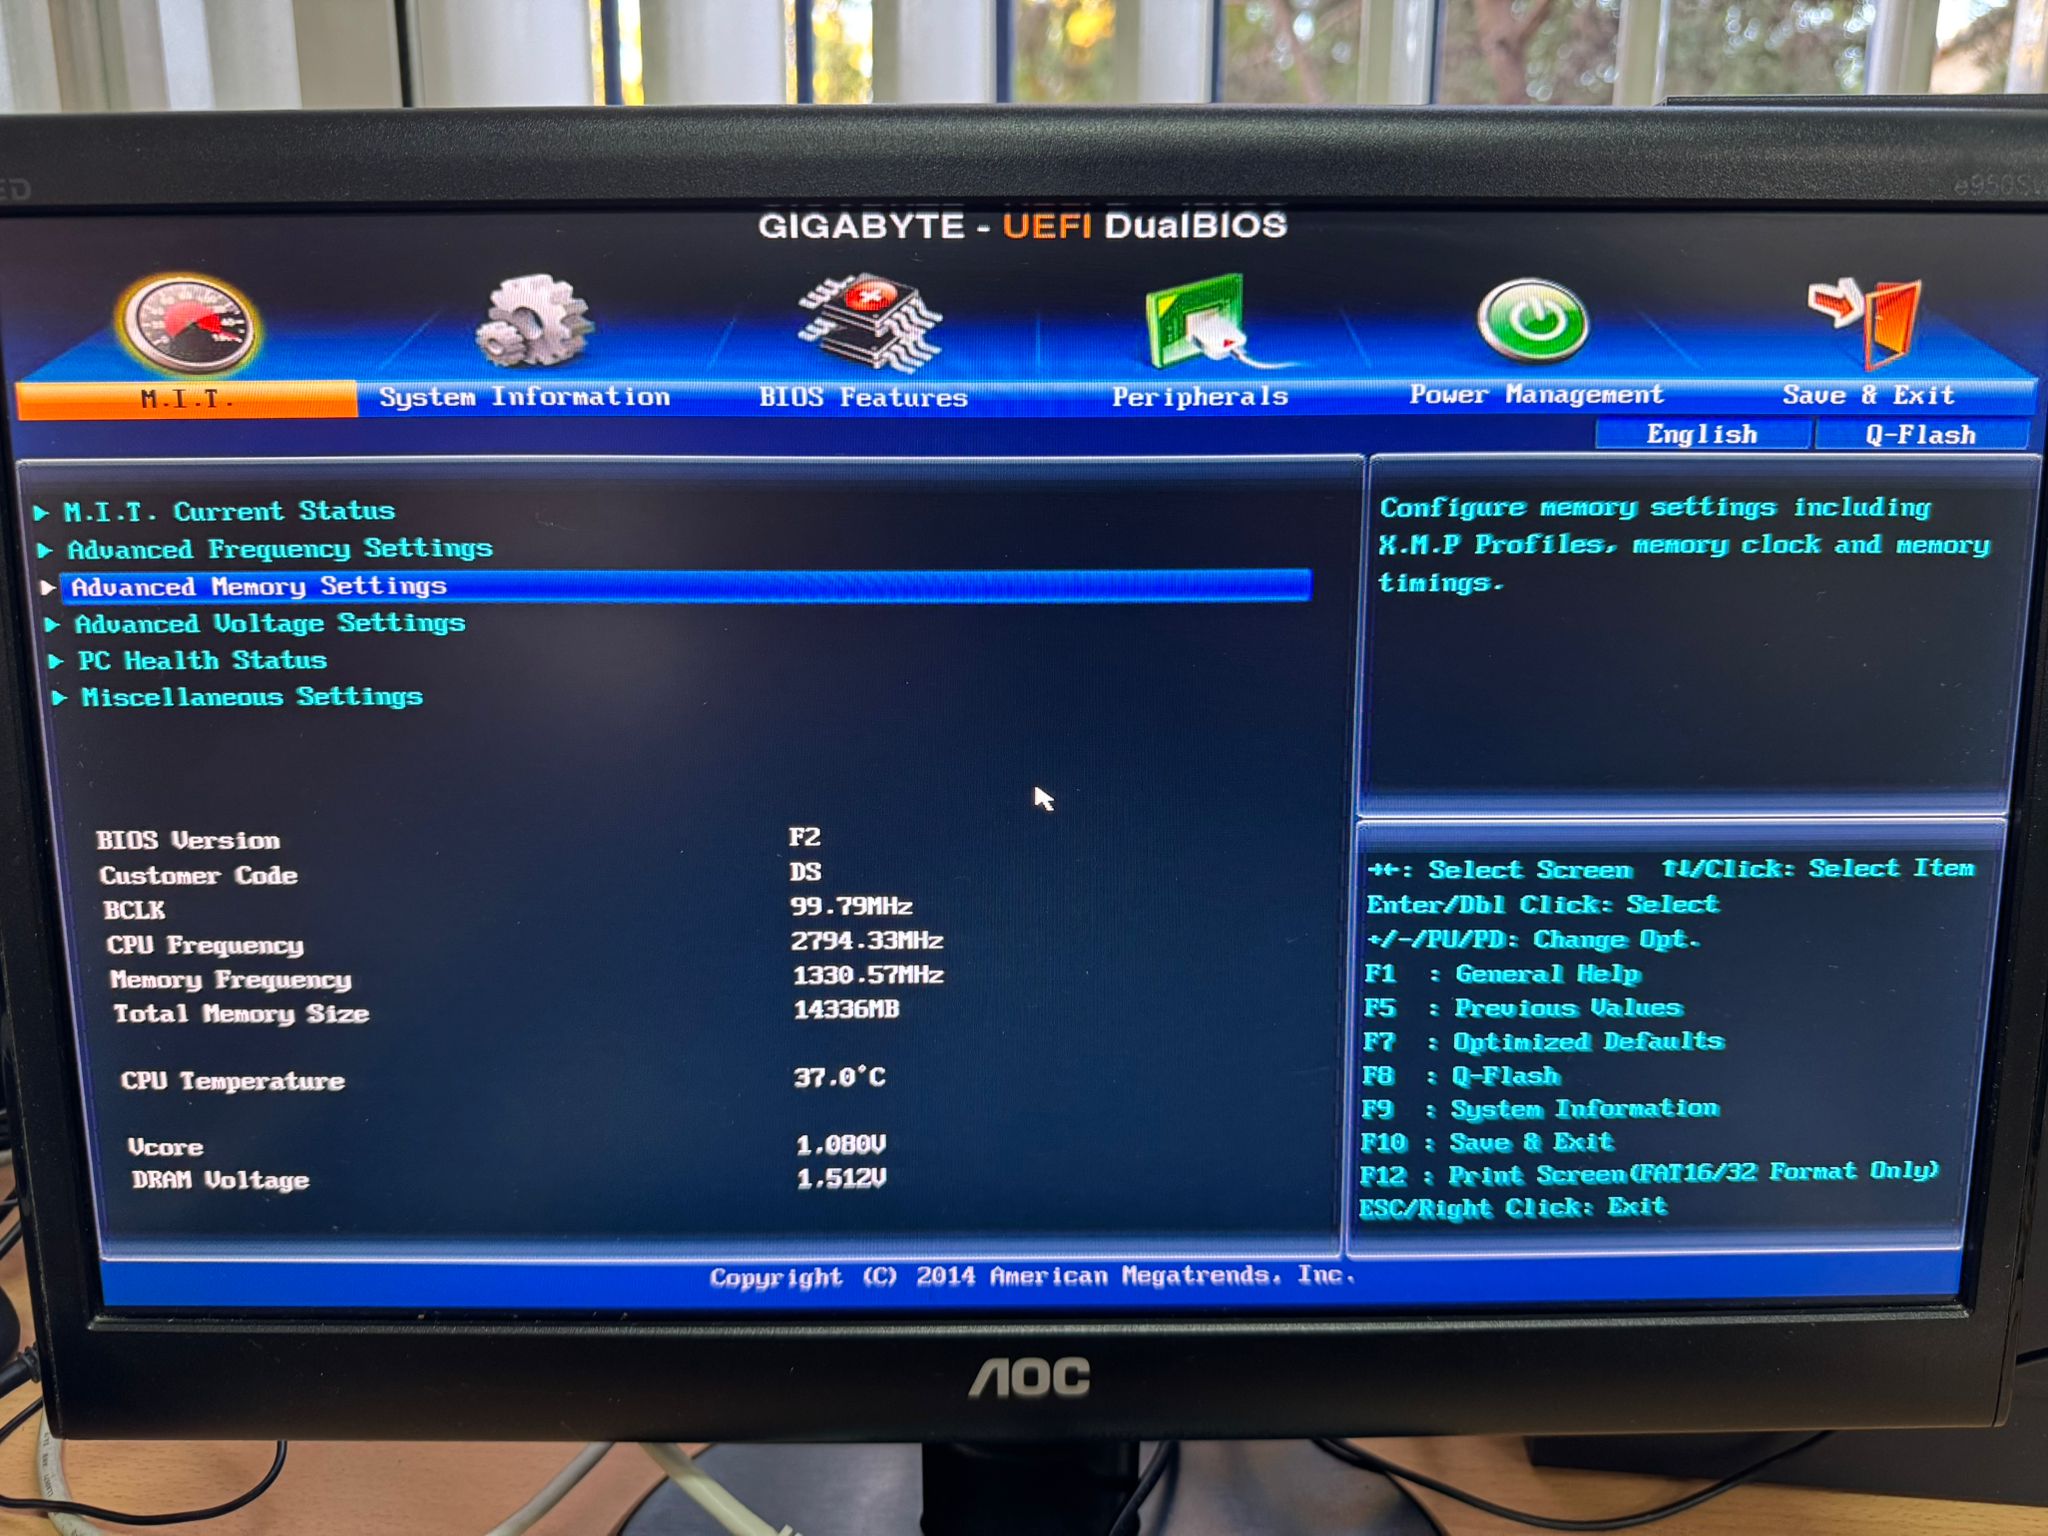 GIGABYTE - UEFI DualBIOS
M.I.T.
System Information
BIOS Features
Peripherals
Power Management
Save & Exit
English
Q-Flash
M.I.T. Current Status
Advanced Frequency Settings
Advanced Memory Settings
Advanced Voltage Settings
PC Health Status
Miscellaneous Settings
BIOS Version F2
Customer Code DS
BCLK 99.79MHz
CPU Frequency 2794.33MHz
Memory Frequency 1330.57MHz
Total Memory Size 14336MB
CPU Temperature 37.0°C
Vcore 1.080V
DRAM Voltage 1.512V
Configure memory settings including
X.M.P Profiles, memory clock and memory
timings.
→←: Select Screen ↑↓/Click: Select Item
Enter/Dbl Click: Select
+/-/PU/PD: Change Opt.
F1 : General Help
F5 : Previous Values
F7 : Optimized Defaults
F8 : Q-Flash
F9 : System Information
F10 : Save & Exit
F12 : Print Screen(FAT16/32 Format Only)
ESC/Right Click: Exit
Copyright (C) 2014 American Megatrends, Inc.
AOC